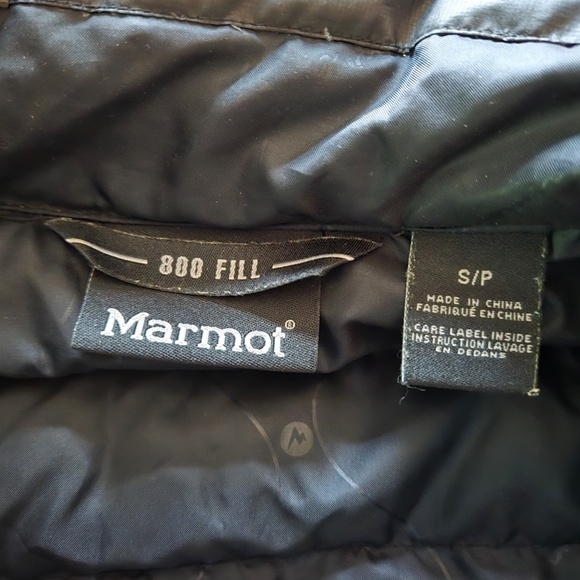 800 FILL
Marmot®
S/P
MADE IN CHINA
FABRIQUÉ EN CHINE
CARE LABEL INSIDE
INSTRUCTION LAVAGE
EN DEDANS
M